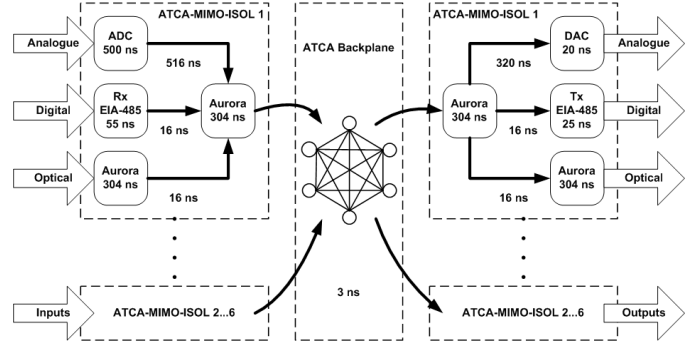 ATCA-MIMO-ISOL 1
Analogue
ADC
500 ns
516 ns
Digital
Rx
EIA-485
55 ns
16 ns
Aurora
304 ns
Optical
Aurora
304 ns
16 ns
Inputs
ATCA-MIMO-ISOL 2...6
ATCA Backplane
3 ns
ATCA-MIMO-ISOL 1
Aurora
304 ns
320 ns
DAC
20 ns
Analogue
16 ns
Tx
EIA-485
25 ns
Digital
16 ns
Aurora
304 ns
Optical
ATCA-MIMO-ISOL 2...6
Outputs